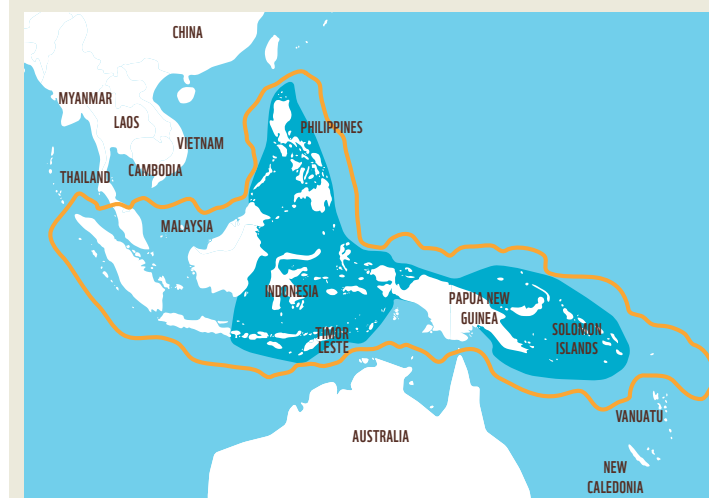 CHINA
MYANMAR
LAOS
PHILIPPINES
VIETNAM
CAMBODIA
THAILAND
MALAYSIA
INDONESIA
PAPUA NEW
GUINEA
TIMOR
LESTE
SOLOMON
ISLANDS
VANUATU
AUSTRALIA
NEW
CALEDONIA